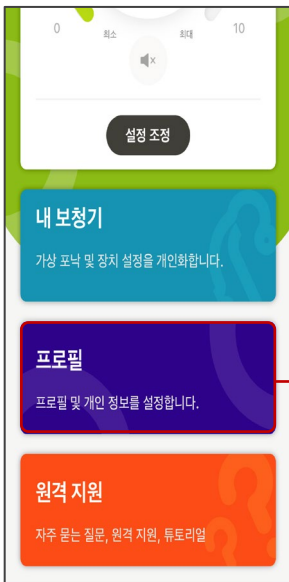 0 최소 최대 10
설정 조정
내 보청기
가상 포낙 및 장치 설정을 개인화합니다.
프로필
프로필 및 개인 정보를 설정합니다.
원격 지원
자주 묻는 질문, 원격 지원, 튜토리얼